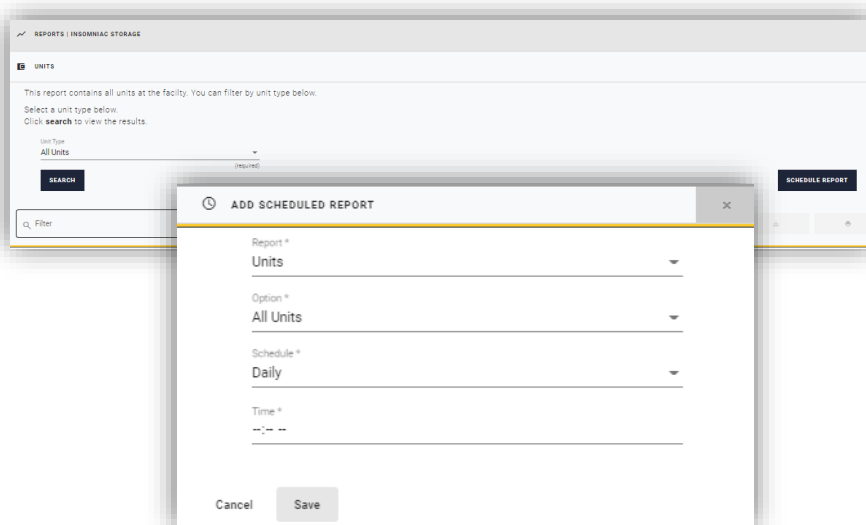 REPORTS | INSOMNIAC STORAGE
UNITS
This report contains all units at the facilty. You can filter by unit type below.
Select a unit type below.
Click search to view the results.
Unit Type
All Units
(required)
SEARCH
SCHEDULE REPORT
Filter
ADD SCHEDULED REPORT
Report *
Units
Option *
All Units
Schedule *
Daily
Time *
--:-- --
Cancel
Save